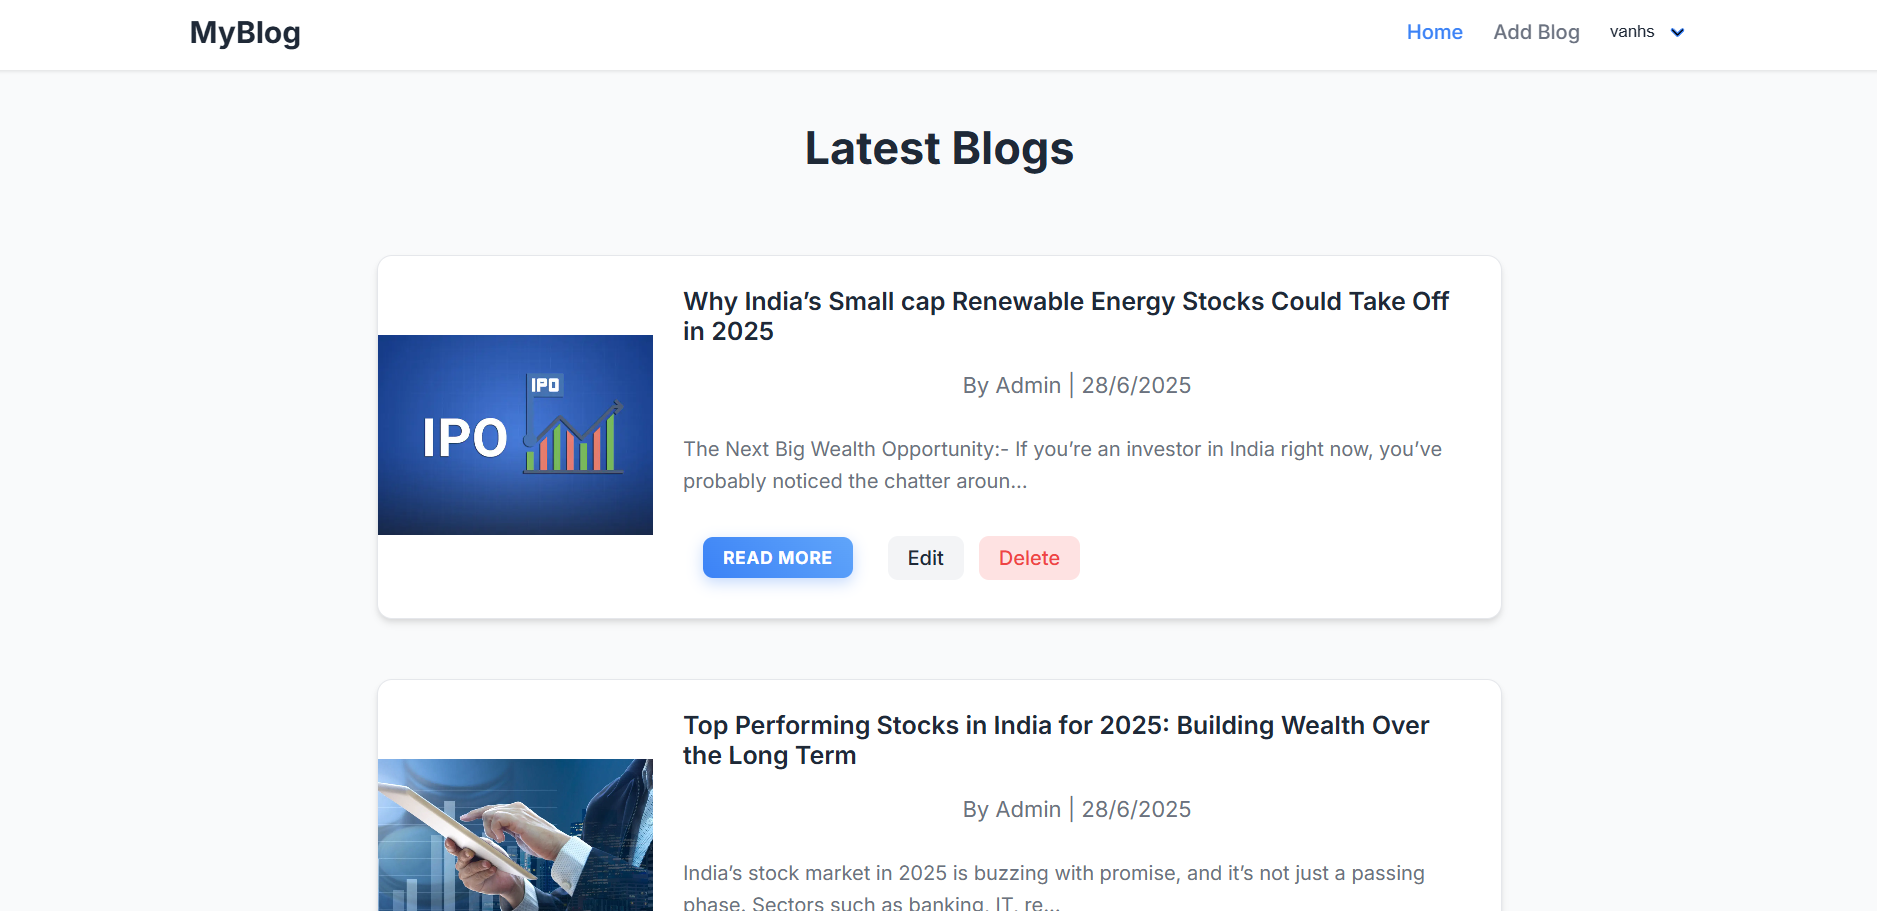 MyBlog
Home
Add Blog
vanhs
Latest Blogs
IPO
IPO
Why India’s Small cap Renewable Energy Stocks Could Take Off
in 2025
By Admin | 28/6/2025
The Next Big Wealth Opportunity:- If you’re an investor in India right now, you’ve
probably noticed the chatter aroun...
READ MORE
Edit
Delete
Top Performing Stocks in India for 2025: Building Wealth Over
the Long Term
By Admin | 28/6/2025
India’s stock market in 2025 is buzzing with promise, and it’s not just a passing
phase. Sectors such as banking, IT, re...